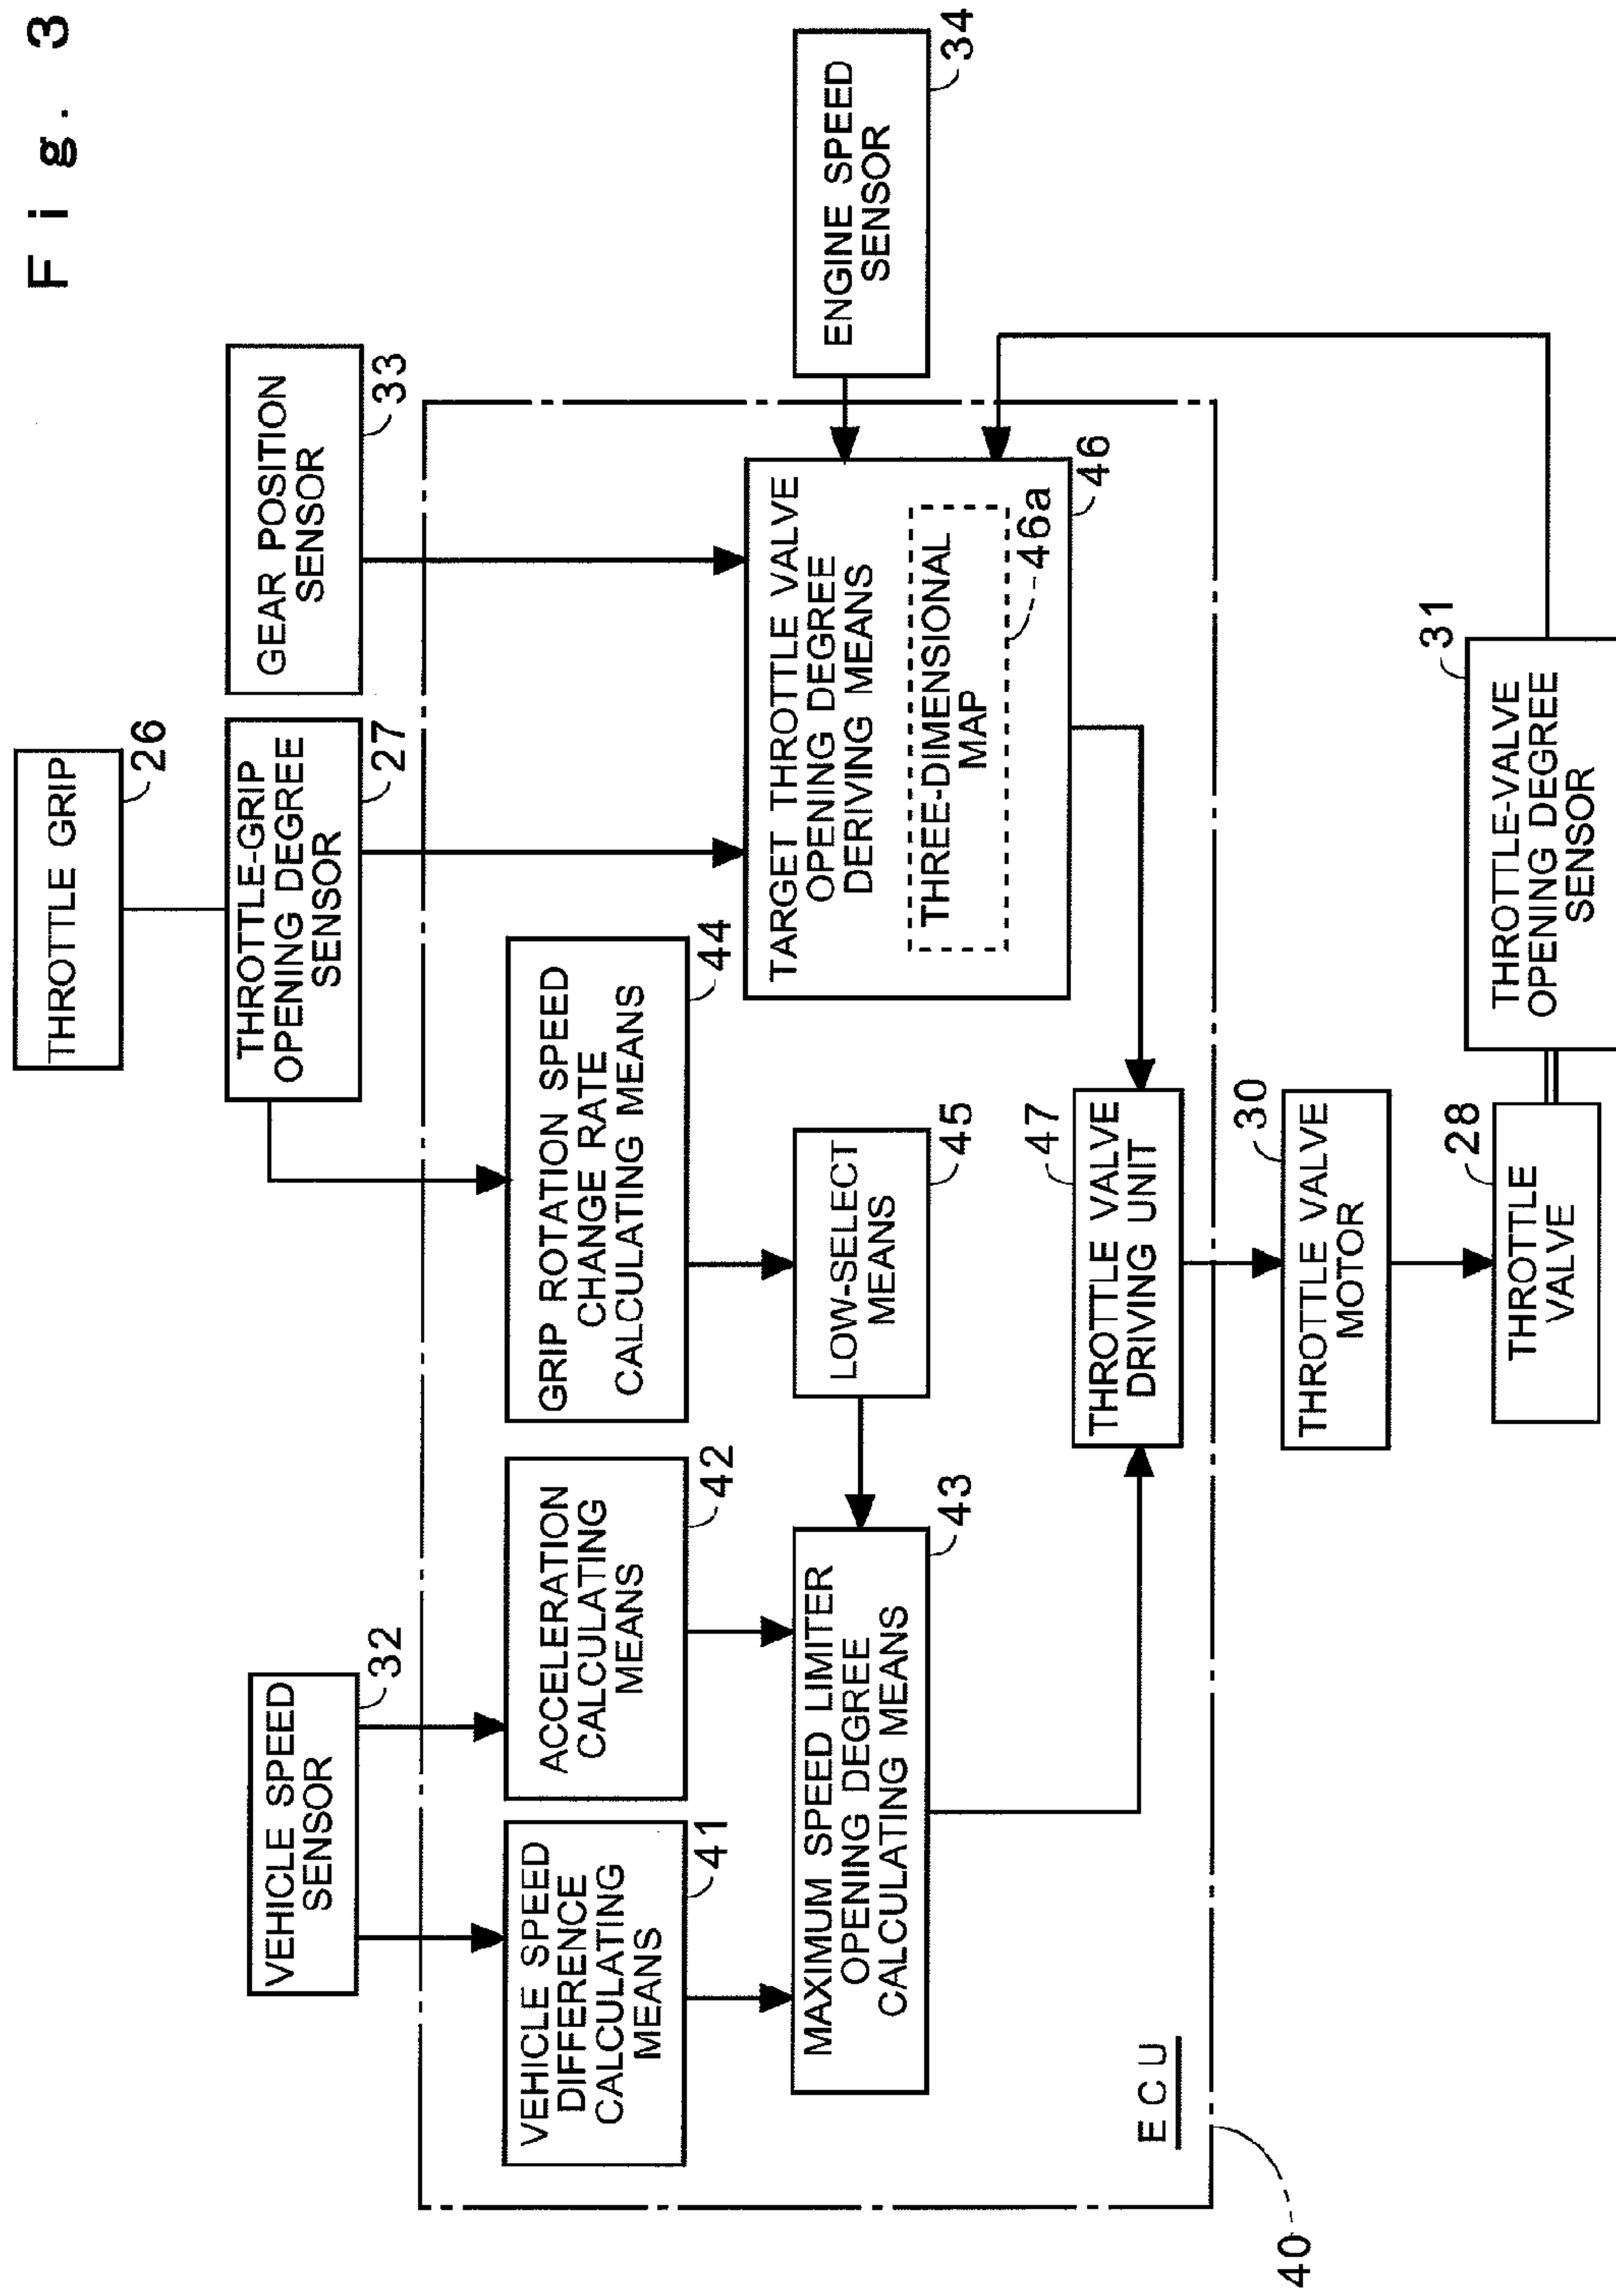 Fig. 3
THROTTLE GRIP
26
VEHICLE SPEED
SENSOR
32
THROTTLE-GRIP
OPENING DEGREE
SENSOR
27
GEAR POSITION
SENSOR
33
VEHICLE SPEED
DIFFERENCE
CALCULATING
MEANS
41
ACCELERATION
CALCULATING
MEANS
42
GRIP ROTATION SPEED
CHANGE RATE
CALCULATING MEANS
44
MAXIMUM SPEED LIMITER
OPENING DEGREE
CALCULATING MEANS
43
LOW-SELECT
MEANS
45
TARGET THROTTLE VALVE
OPENING DEGREE
DERIVING MEANS
THREE-DIMENSIONAL
MAP
46a
46
ENGINE SPEED
SENSOR
34
THROTTLE VALVE
DRIVING UNIT
47
ECU
40
THROTTLE VALVE
MOTOR
30
THROTTLE
VALVE
28
THROTTLE-VALVE
OPENING DEGREE
SENSOR
31